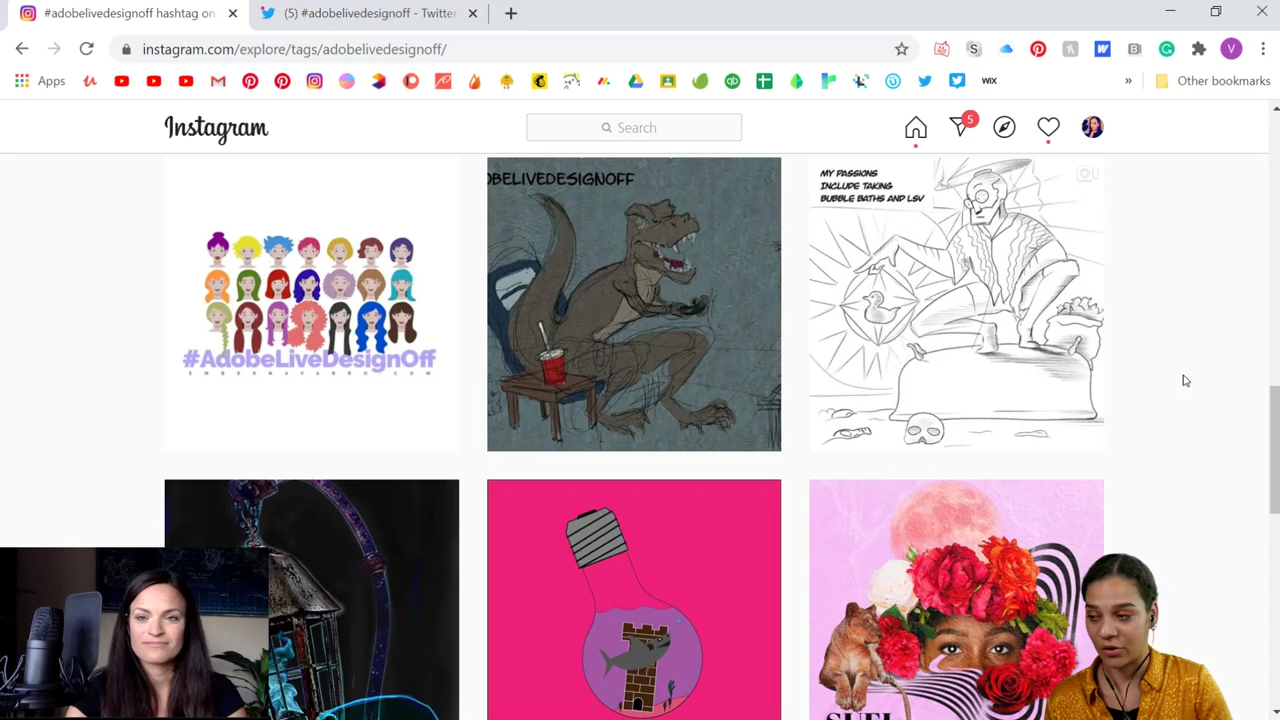 #adobelivedesignoff hashtag on
(5) #adobelivedesignoff - Twitter
instagram.com/explore/tags/adobelivedesignoff/
Apps
WIX
Other bookmarks
Instagram
Search
5
#AdobeLiveDesignOff
OBELIVEDESIGNOFF
MY PASSIONS
INCLUDE TAKING
BUBBLE BATHS AND LSV